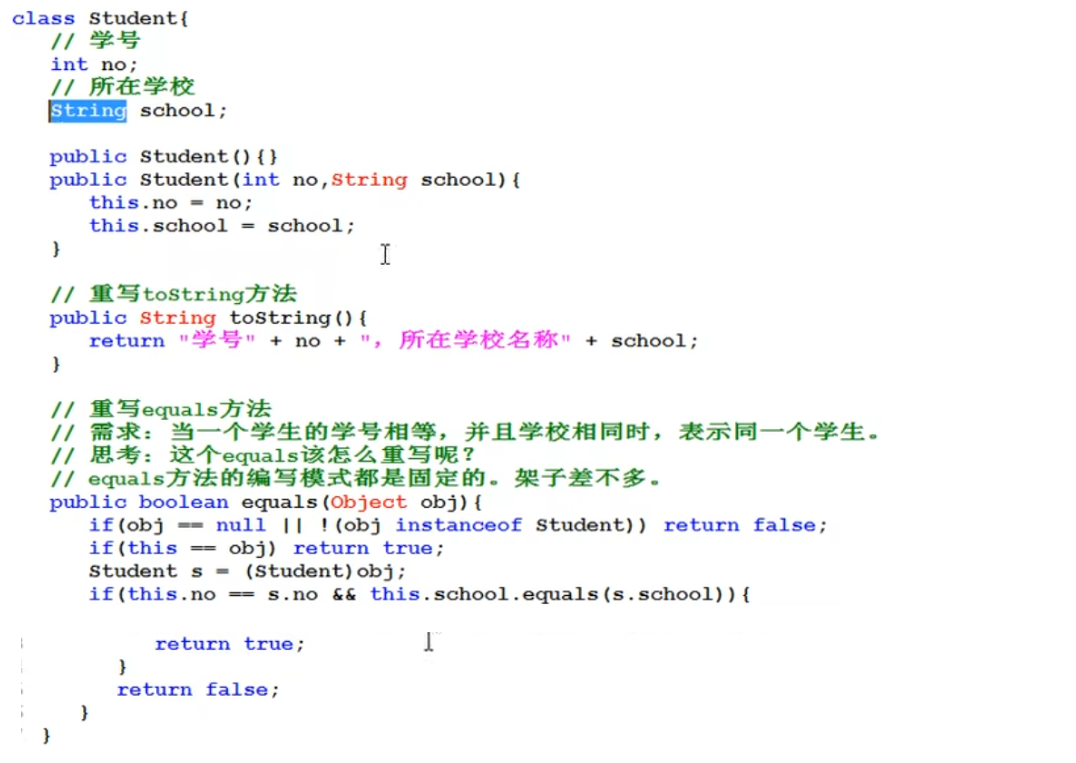 class Student{
// 学号
int no;
// 所在学校
String school;
public Student(){}
public Student(int no,String school){
this.no = no;
this.school = school;
}
// 重写toString方法
public String toString(){
return "学号" + no + ", 所在学校名称" + school;
}
// 重写equals方法
// 需求：当一个学生的学号相等，并且学校相同时，表示同一个学生。
// 思考：这个equals该怎么重写呢？
// equals方法的编写模式都是固定的。架子差不多。
public boolean equals(Object obj){
if(obj == null || !(obj instanceof Student)) return false;
if(this == obj) return true;
Student s = (Student)obj;
if(this.no == s.no && this.school.equals(s.school)){
return true;
}
return false;
}
}